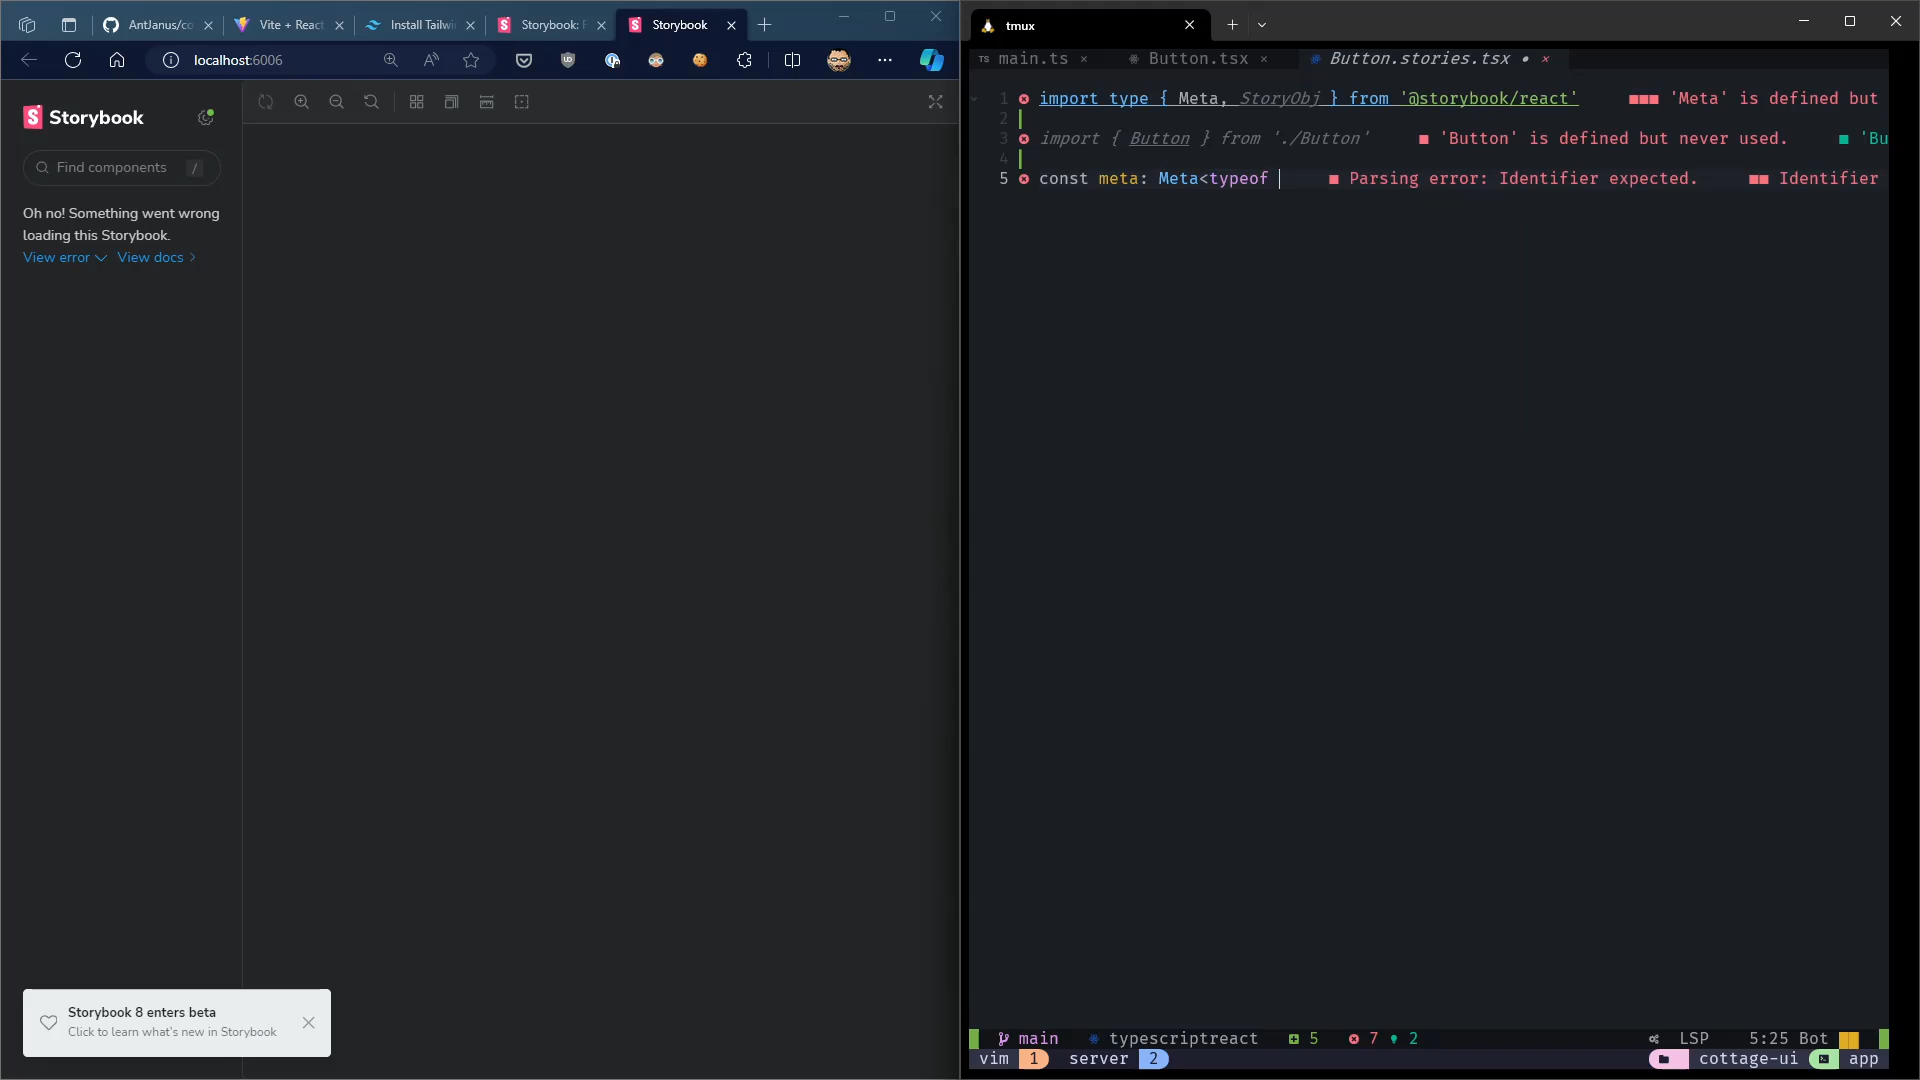 AntJanus/co
Vite + React
Install Tailwi
Storybook: F
Storybook
localhost:6006
Storybook
Find components /
Oh no! Something went wrong
loading this Storybook.
View error View docs
Storybook 8 enters beta
Click to learn what's new in Storybook
tmux
TS main.ts × Button.tsx × Button.stories.tsx • ×
1 import type { Meta, StoryObj } from '@storybook/react' ■■■ 'Meta' is defined but
2
3 import { Button } from './Button' ■ 'Button' is defined but never used. ■ 'Bu
4
5 const meta: Meta<typeof ■ Parsing error: Identifier expected. ■■ Identifier
main typescriptreact 5 7 2 LSP 5:25 Bot
vim 1 server 2 cottage-ui app